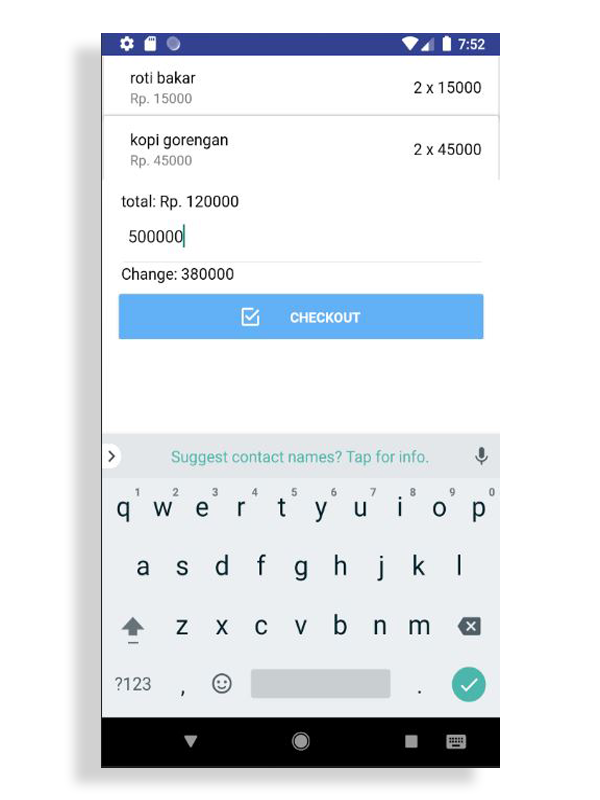 7:52
roti bakar
2 x 15000
Rp. 15000
kopi gorengan
2 x 45000
Rp. 45000
total: Rp. 120000
500000
Change: 380000
CHECKOUT
Suggest contact names? Tap for info.
1 2 3 4 5 6 7 8 9 0
q w e r t y u i o p
a s d f g h j k l
z x c v b n m
?123 , .